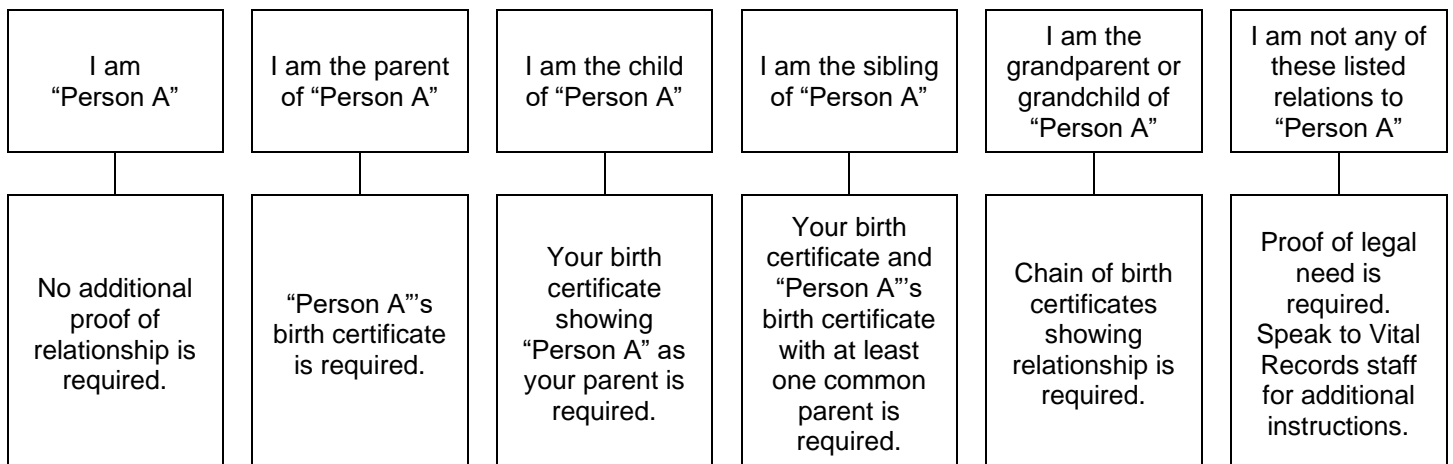 I am
“Person A”
I am the parent
of “Person A”
I am the child
of “Person A”
I am the sibling
of “Person A”
I am the
grandparent or
grandchild of
“Person A”
I am not any of
these listed
relations to
“Person A”
No additional
proof of
relationship is
required.
“Person A”’s
birth certificate
is required.
Your birth
certificate
showing
“Person A” as
your parent is
required.
Your birth
certificate and
“Person A”’s
birth certificate
with at least
one common
parent is
required.
Chain of birth
certificates
showing
relationship is
required.
Proof of legal
need is
required.
Speak to Vital
Records staff
for additional
instructions.